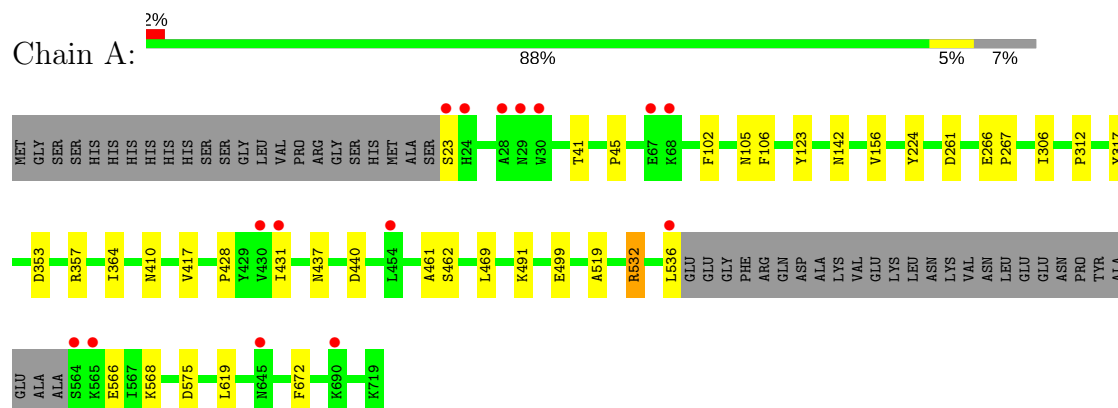 2%
Chain A:
88% 5% 7%
MET GLY SER SER HIS HIS HIS HIS HIS HIS SER SER GLY LEU VAL PRO ARG GLY SER HIS MET ALA SER S23 H24 A28 N29 W30 T41 P45 E67 K68 F102 N105 F106 Y123 N142 V156 Y224 D261 E266 P267 I306 P312
D353 R357 I364 N410 V417 P428 Y429 V430 I431 N437 D440 L454 A461 S462 L469 K491 E499 A519 R532 L536 GLU GLU GLY PHE ARG GLN ASP ALA LYS VAL GLU LYS LEU ASN LYS VAL ASN LEU GLU GLU ASN PRO TYR ALA
GLU ALA ALA S564 K565 E566 I567 K568 D575 L619 N645 F672 K690 K719